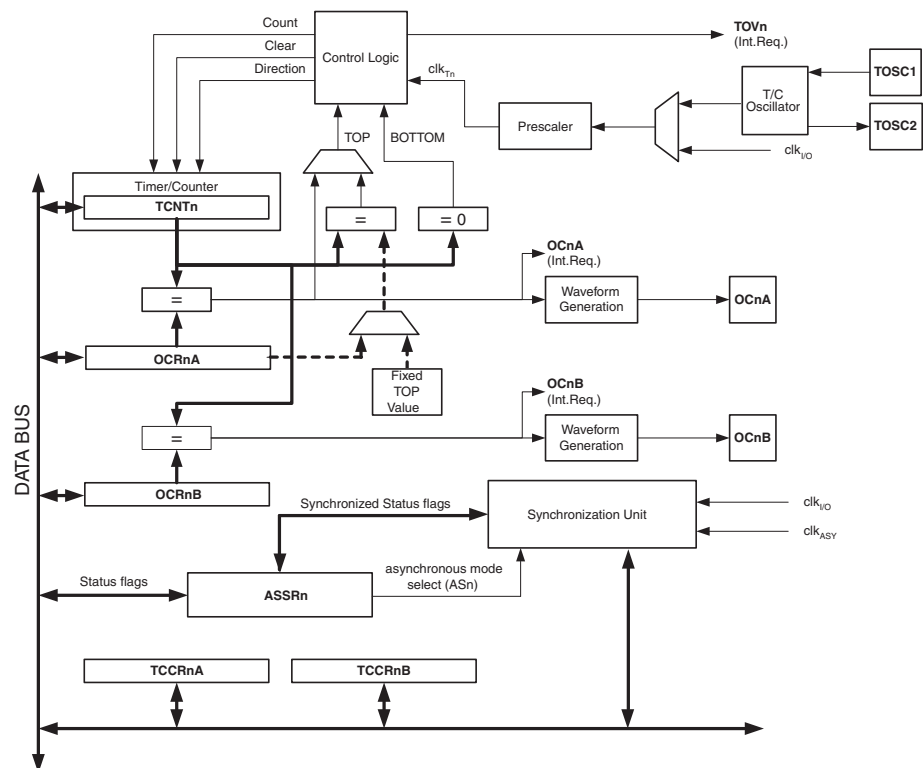 Count
Clear
Direction
Control Logic
TOVn
(Int.Req.)
clkTn
TOSC1
T/C
Oscillator
TOSC2
Prescaler
clkI/O
TOP
BOTTOM
Timer/Counter
TCNTn
=
= 0
OCnA
(Int.Req.)
=
Waveform
Generation
OCnA
OCRnA
Fixed
TOP
Value
OCnB
(Int.Req.)
=
Waveform
Generation
OCnB
DATA BUS
OCRnB
Synchronized Status flags
Synchronization Unit
clkI/O
clkASY
Status flags
ASSRn
asynchronous mode
select (ASn)
TCCRnA
TCCRnB